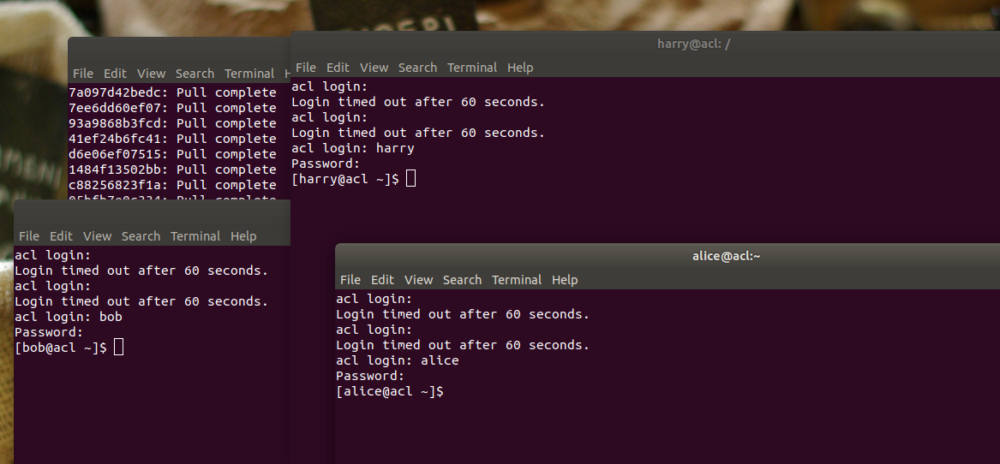 File Edit View Search Terminal
7a097d42bedc: Pull complete
7ee6dd60ef07: Pull complete
93a9868b3fcd: Pull complete
41ef24b6fc41: Pull complete
d6e06ef07515: Pull complete
1484f13502bb: Pull complete
c88256823f1a: Pull complete
harry@acl: /
File Edit View Search Terminal Help
acl login:
Login timed out after 60 seconds.
acl login:
Login timed out after 60 seconds.
acl login: harry
Password:
[harry@acl ~]$
File Edit View Search Terminal Help
acl login:
Login timed out after 60 seconds.
acl login:
Login timed out after 60 seconds.
acl login: bob
Password:
[bob@acl ~]$
alice@acl:~
File Edit View Search Terminal Help
acl login:
Login timed out after 60 seconds.
acl login:
Login timed out after 60 seconds.
acl login: alice
Password:
[alice@acl ~]$